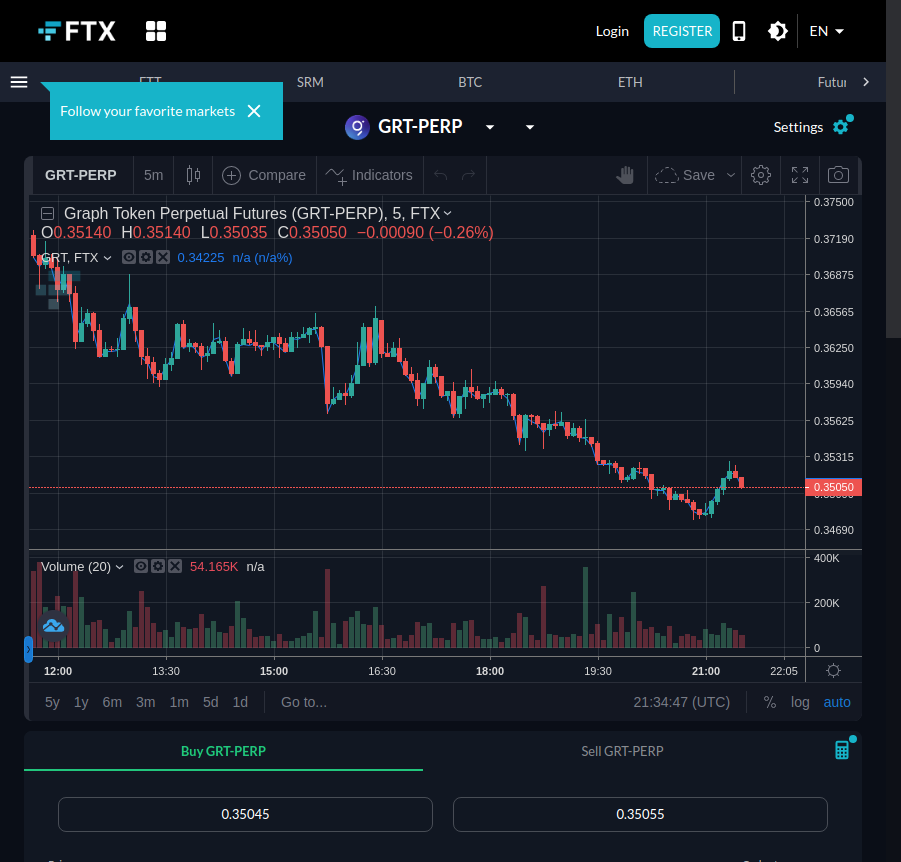 FTX
Login REGISTER EN
FTT SRM BTC ETH Futur
Follow your favorite markets
GRT-PERP
Settings
GRT-PERP 5m Compare Indicators Save
Graph Token Perpetual Futures (GRT-PERP), 5, FTX
O0.35140 H0.35140 L0.35035 C0.35050 −0.00090 (−0.26%)
GRT, FTX 0.34225 n/a (n/a%)
0.37500
0.37190
0.36875
0.36565
0.36250
0.35940
0.35625
0.35315
0.35050
0.34690
Volume (20) 54.165K n/a
400K
200K
0
12:00 13:30 15:00 16:30 18:00 19:30 21:00 22:05
5y 1y 6m 3m 1m 5d 1d Go to... 21:34:47 (UTC) % log auto
Buy GRT-PERP Sell GRT-PERP
0.35045 0.35055